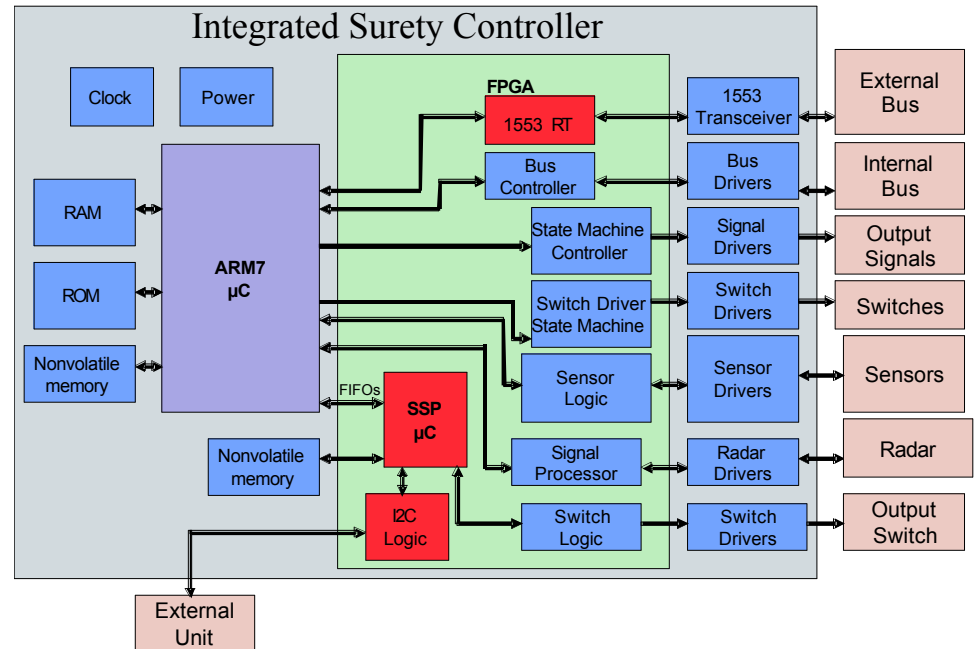 Integrated Surety Controller
Clock
Power
FPGA
1553 RT
1553
Transceiver
External
Bus
Bus
Controller
Bus
Drivers
Internal
Bus
RAM
State Machine
Controller
Signal
Drivers
Output
Signals
ARM7
µC
ROM
Switch Driver
State Machine
Switch
Drivers
Switches
Nonvolatile
memory
Sensor
Logic
Sensor
Drivers
Sensors
FIFOs
SSP
µC
Nonvolatile
memory
Signal
Processor
Radar
Drivers
Radar
I2C
Logic
Switch
Logic
Switch
Drivers
Output
Switch
External
Unit